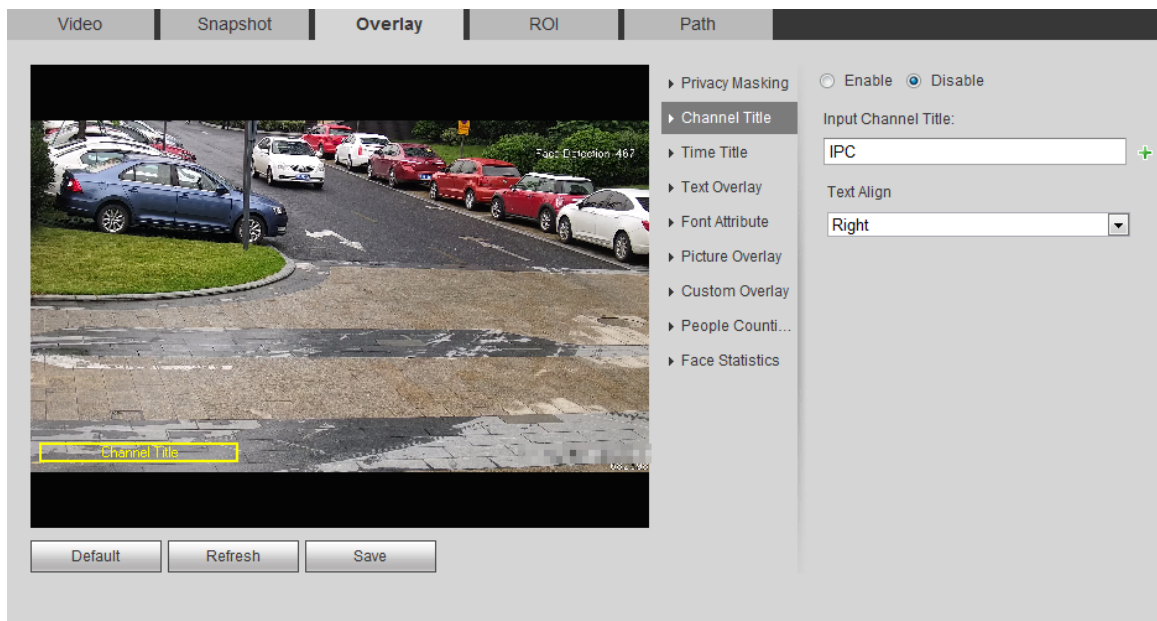 Video Snapshot Overlay ROI Path
Privacy Masking
Channel Title
Time Title
Text Overlay
Font Attribute
Picture Overlay
Custom Overlay
People Counti...
Face Statistics
Enable Disable
Input Channel Title:
IPC
Text Align
Right
Face Detection 467
Channel Title
Default Refresh Save